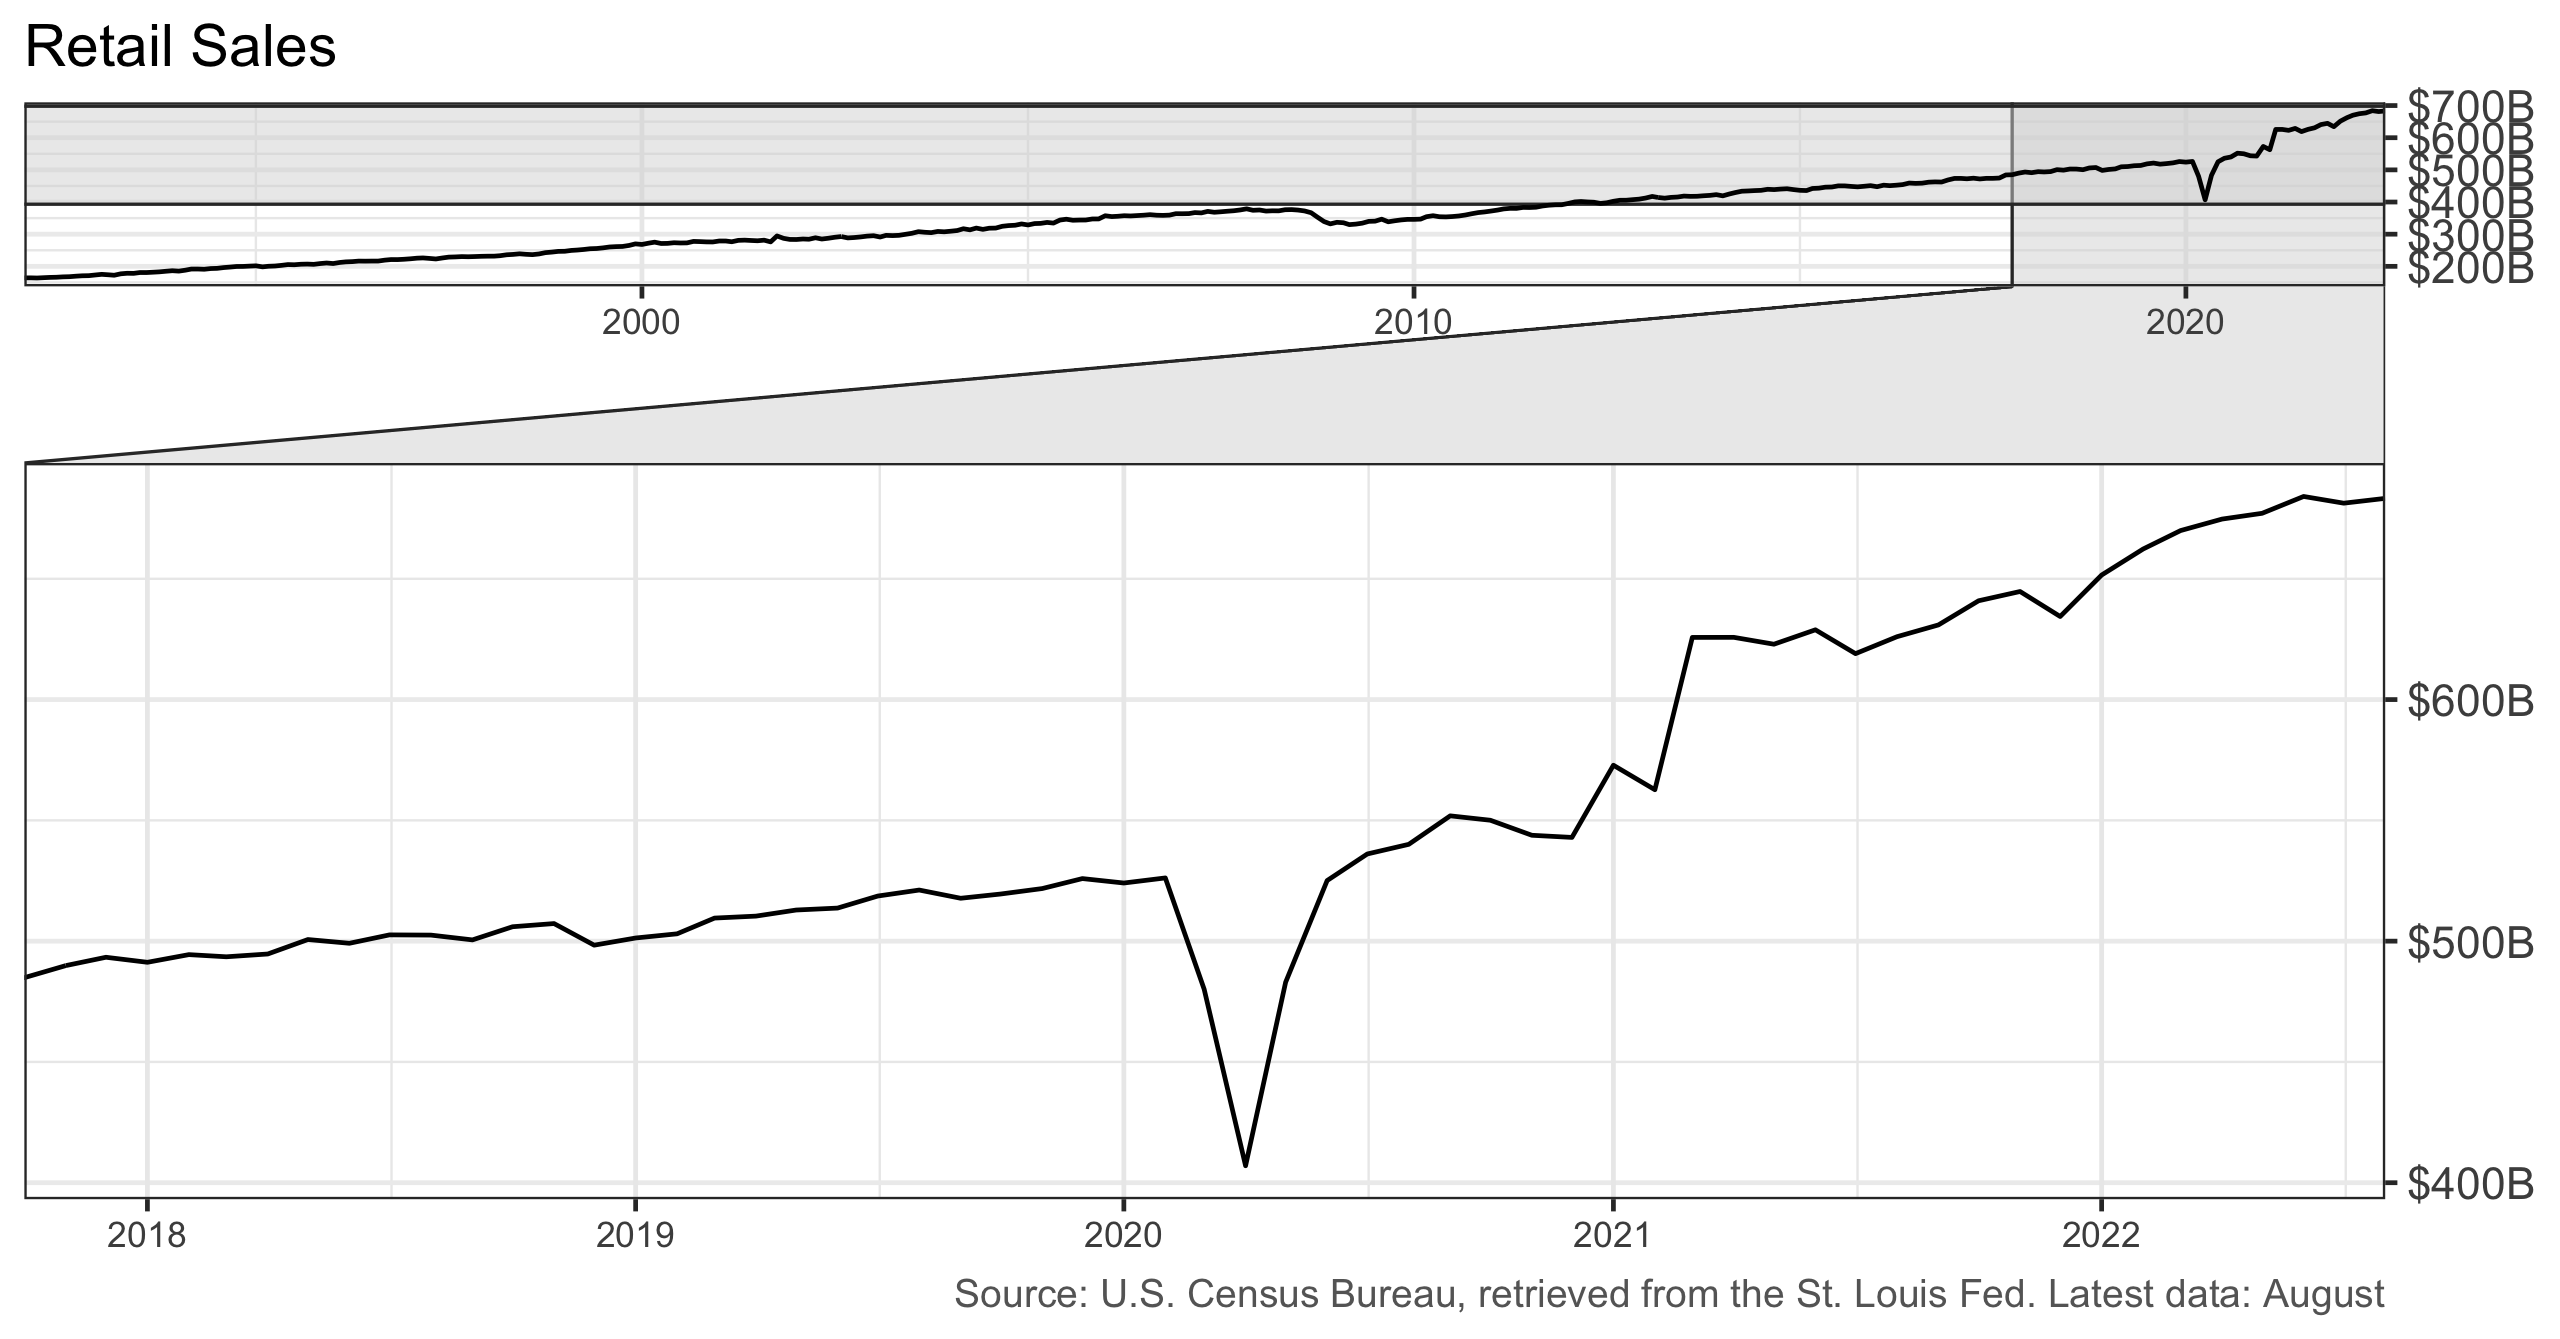 Retail Sales
$700B
$600B
$500B
$400B
$300B
$200B
2000 2010 2020
$600B
$500B
$400B
2018 2019 2020 2021 2022
Source: U.S. Census Bureau, retrieved from the St. Louis Fed. Latest data: August